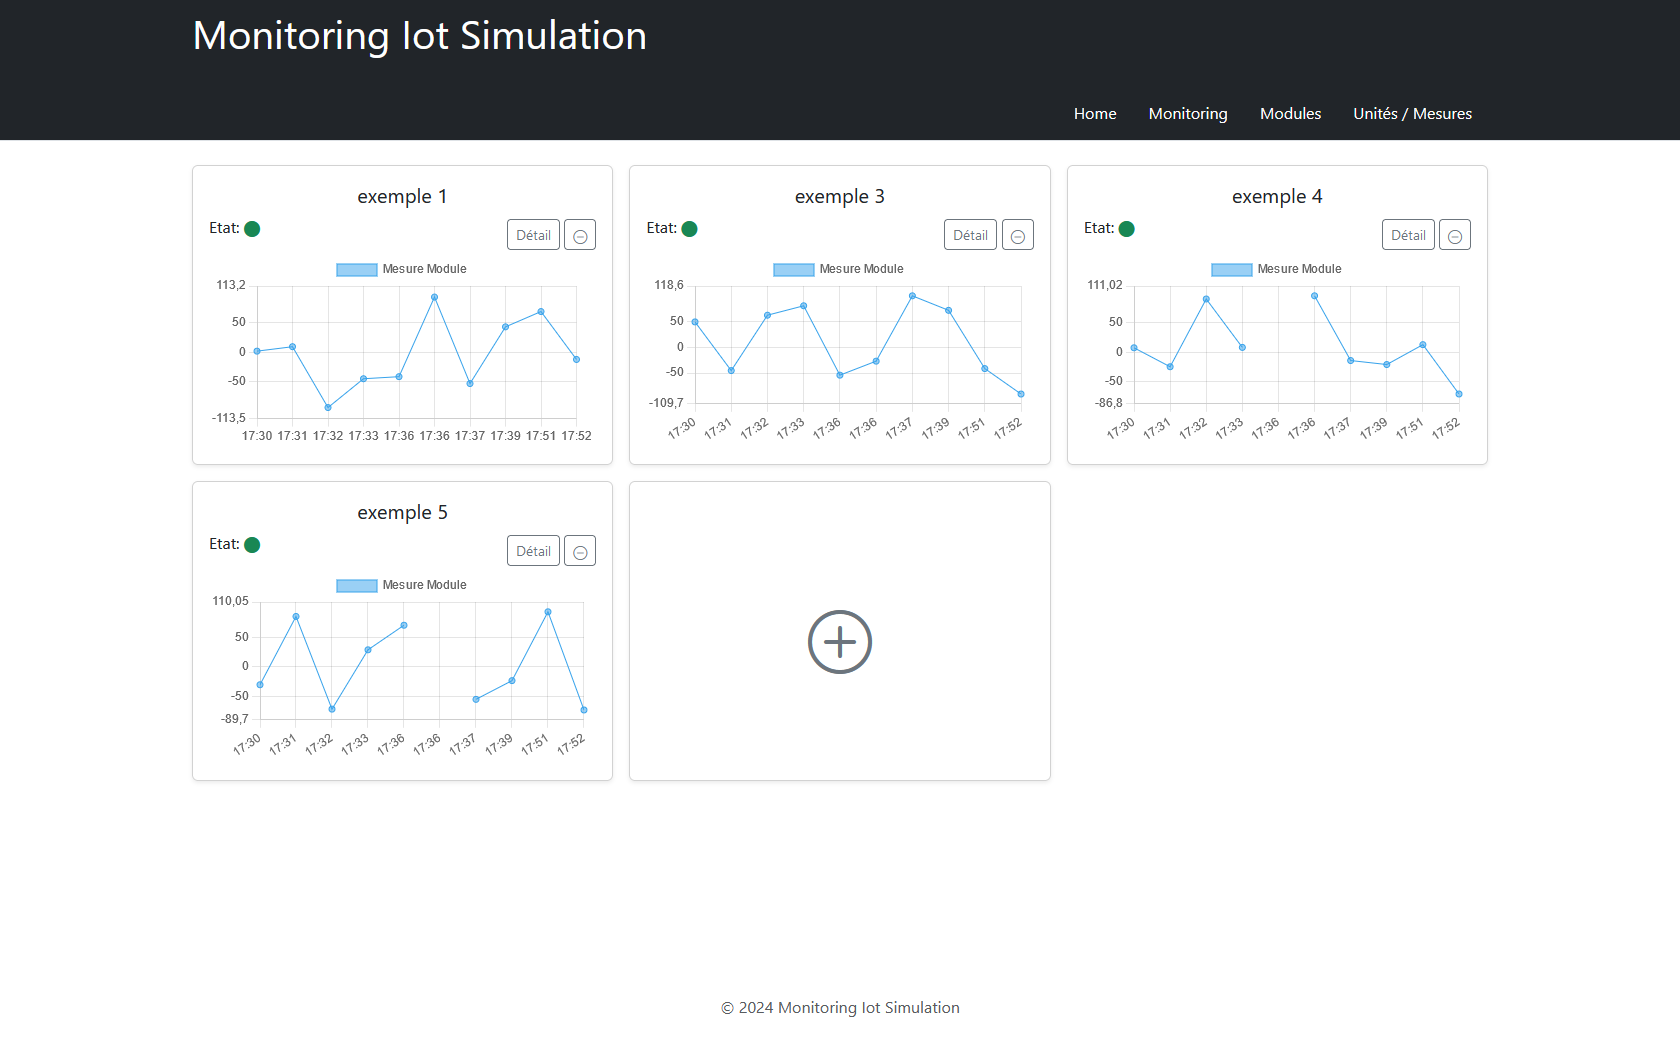 Monitoring Iot Simulation
Home Monitoring Modules Unités / Mesures
exemple 1
Etat:
Détail
Mesure Module
113,2
50
0
-50
-113,5
17:30 17:31 17:32 17:33 17:36 17:36 17:37 17:39 17:51 17:52
exemple 3
Etat:
Détail
Mesure Module
118,6
50
0
-50
-109,7
17:30 17:31 17:32 17:33 17:36 17:36 17:37 17:39 17:51 17:52
exemple 4
Etat:
Détail
Mesure Module
111,02
50
0
-50
-86,8
17:30 17:31 17:32 17:33 17:36 17:36 17:37 17:39 17:51 17:52
exemple 5
Etat:
Détail
Mesure Module
110,05
50
0
-50
-89,7
17:30 17:31 17:32 17:33 17:36 17:36 17:37 17:39 17:51 17:52
© 2024 Monitoring Iot Simulation